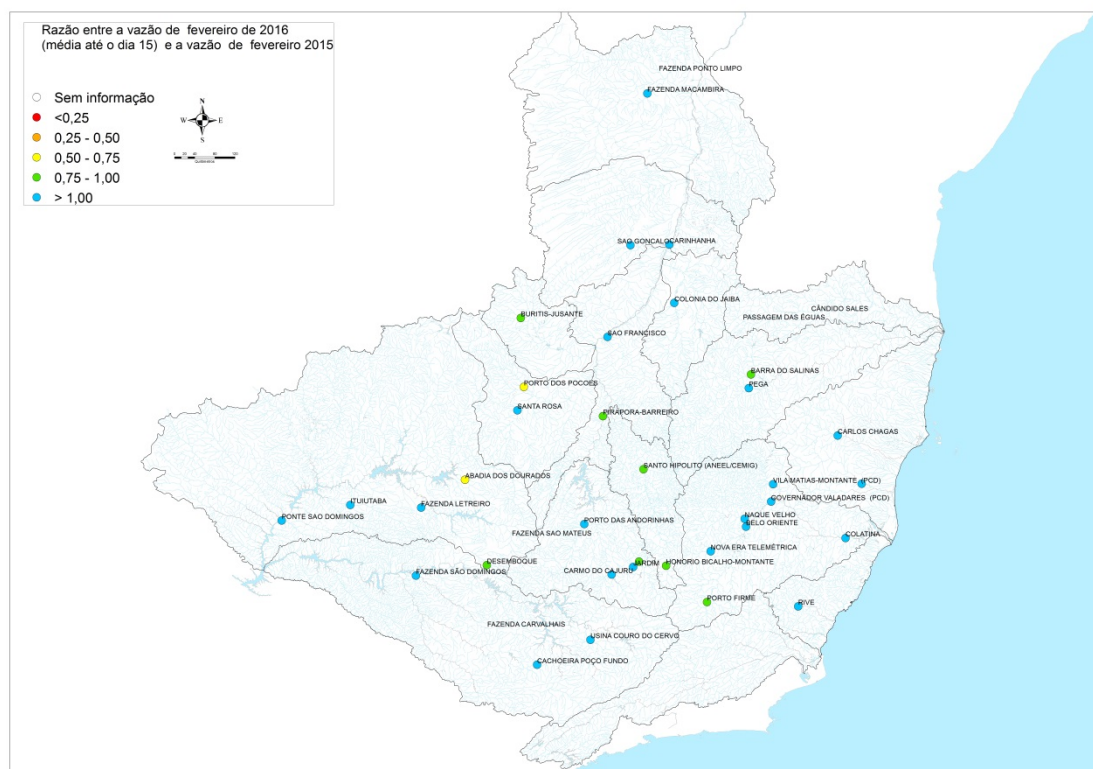 Razão entre a vazão de fevereiro de 2016
(média até o dia 15) e a vazão de fevereiro 2015
Sem informação
<0,25
0,25 - 0,50
0,50 - 0,75
0,75 - 1,00
> 1,00
N
W E
S
FAZENDA PONTO LIMPO
FAZENDA MACAMBIRA
SAO GONCALO
CARINHANHA
COLONIA DO JAIBA
CÂNDIDO SALES
PASSAGEM DAS ÉGUAS
BURITIS-JUSANTE
SAO FRANCISCO
BARRA DO SALINAS
PEGA
PORTO DOS POCOES
SANTA ROSA
PIRAPORA-BARREIRO
CARLOS CHAGAS
SANTO HIPOLITO (ANEEL/CEMIG)
ABADIA DOS DOURADOS
VILA MATIAS-MONTANTE (PCD)
GOVERNADOR VALADARES (PCD)
ITUIUTABA
FAZENDA LETREIRO
PONTE SAO DOMINGOS
NAQUE VELHO
BELO ORIENTE
PORTO DAS ANDORINHAS
FAZENDA SAO MATEUS
COLATINA
NOVA ERA TELEMÉTRICA
DESEMBOQUE
JARDIM
HONORIO BICALHO-MONTANTE
FAZENDA SÃO DOMINGOS
CARMO DO CAJURU
PORTO FIRME
RIVE
FAZENDA CARVALHAIS
USINA COURO DO CERVO
CACHOEIRA POÇO FUNDO